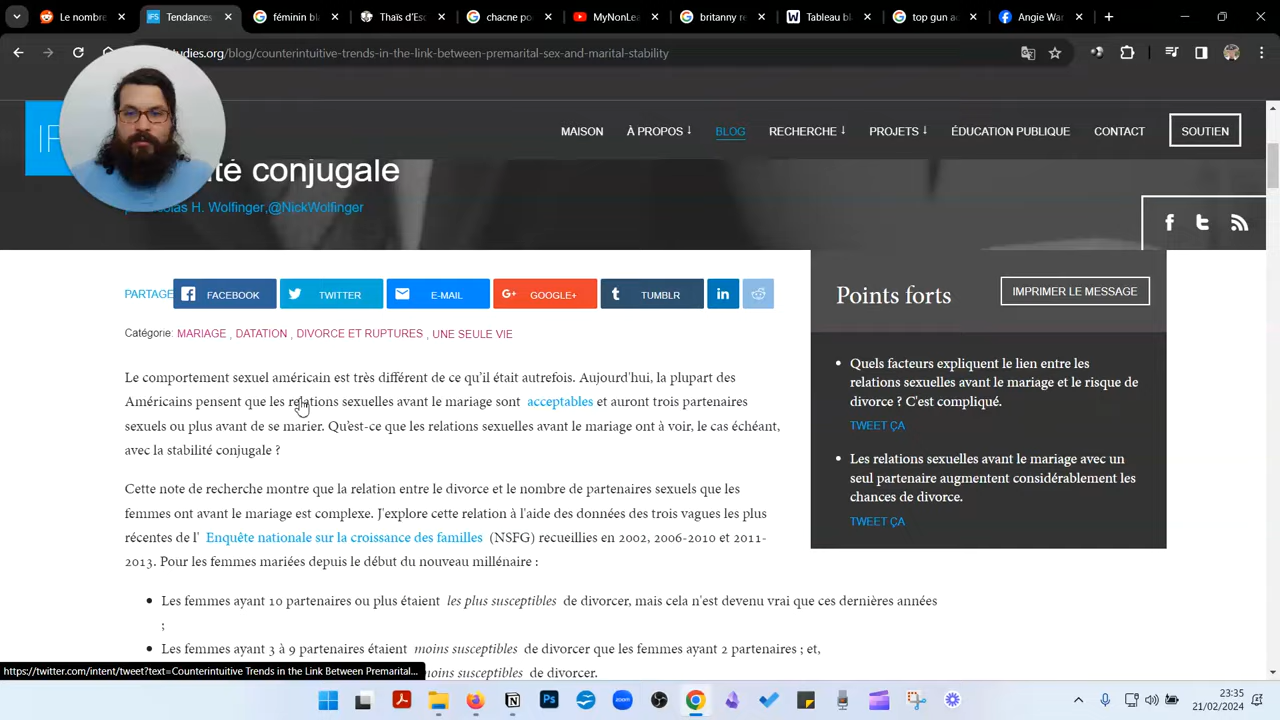 Le nombre
Tendances
féminin bla
Thaïs d'Esc
chacne po
MyNonLea
britanny re
Tableau bl
top gun ac
Angie War
studies.org/blog/counterintuitive-trends-in-the-link-between-premarital-sex-and-marital-stability
MAISON À PROPOS BLOG RECHERCHE PROJETS ÉDUCATION PUBLIQUE CONTACT SOUTIEN
té conjugale
las H. Wolfinger,@NickWolfinger
PARTAGE FACEBOOK TWITTER E-MAIL GOOGLE+ TUMBLR
Catégorie: MARIAGE , DATATION , DIVORCE ET RUPTURES , UNE SEULE VIE
Le comportement sexuel américain est très différent de ce qu'il était autrefois. Aujourd'hui, la plupart des
Américains pensent que les relations sexuelles avant le mariage sont acceptables et auront trois partenaires
sexuels ou plus avant de se marier. Qu'est-ce que les relations sexuelles avant le mariage ont à voir, le cas échéant,
avec la stabilité conjugale ?
Cette note de recherche montre que la relation entre le divorce et le nombre de partenaires sexuels que les
femmes ont avant le mariage est complexe. J'explore cette relation à l'aide des données des trois vagues les plus
récentes de l' Enquête nationale sur la croissance des familles (NSFG) recueillies en 2002, 2006-2010 et 2011-
2013. Pour les femmes mariées depuis le début du nouveau millénaire :
• Les femmes ayant 10 partenaires ou plus étaient les plus susceptibles de divorcer, mais cela n'est devenu vrai que ces dernières années
;
• Les femmes ayant 3 à 9 partenaires étaient moins susceptibles de divorcer que les femmes ayant 2 partenaires ; et,
moins susceptibles de divorcer.
Points forts
IMPRIMER LE MESSAGE
• Quels facteurs expliquent le lien entre les
relations sexuelles avant le mariage et le risque de
divorce ? C'est compliqué.
TWEET ÇA
• Les relations sexuelles avant le mariage avec un
seul partenaire augmentent considérablement les
chances de divorce.
TWEET ÇA
https://twitter.com/intent/tweet?text=Counterintuitive Trends in the Link Between Premarital...
23:35
21/02/2024